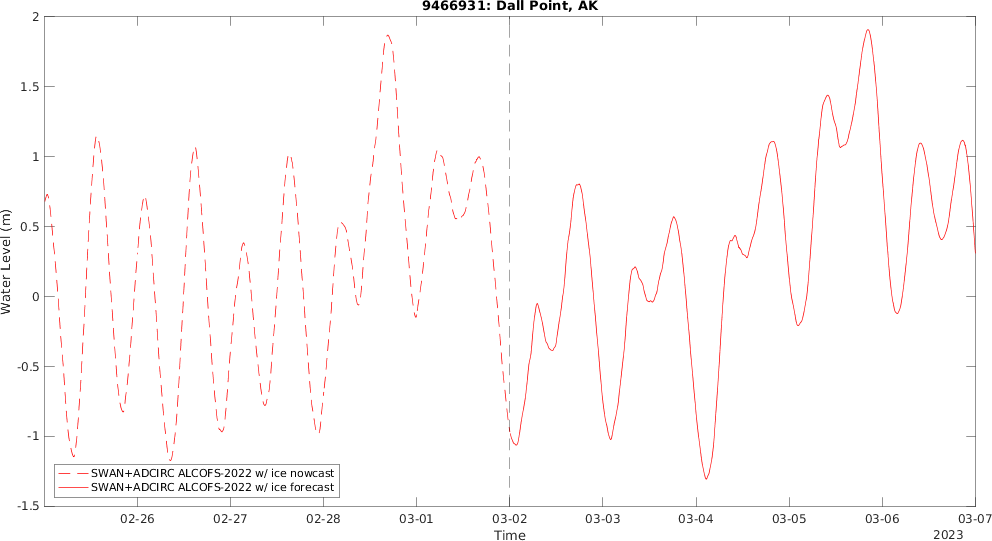 9466931: Dall Point, AK
2
1.5
1
0.5
0
-0.5
-1
-1.5
Water Level (m)
SWAN+ADCIRC ALCOFS-2022 w/ ice nowcast
SWAN+ADCIRC ALCOFS-2022 w/ ice forecast
02-26 02-27 02-28 03-01 03-02 03-03 03-04 03-05 03-06 03-07
Time
2023